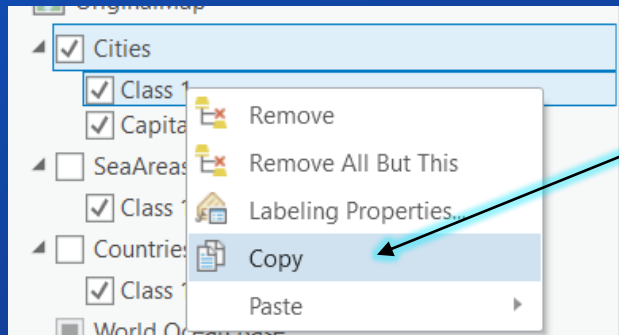 OriginalMap
Cities
Class 1
Remove
Capita
Remove All But This
SeaAreas
Class 1
Labeling Properties...
Countries
Copy
Class 1
Paste
World Ocean Base